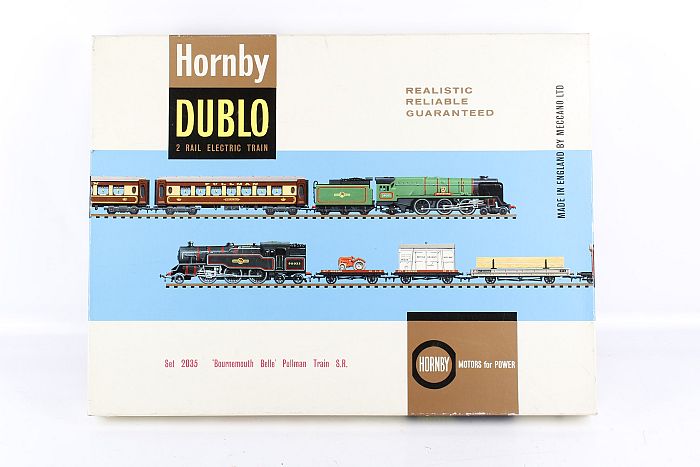 Hornby
DUBLO
2 RAIL ELECTRIC TRAIN
REALISTIC
RELIABLE
GUARANTEED
MADE IN ENGLAND BY MECCANO LTD
PULLMAN
Set 2035 'Bournemouth Belle' Pullman Train S.R.
HORNBY
MOTORS for POWER